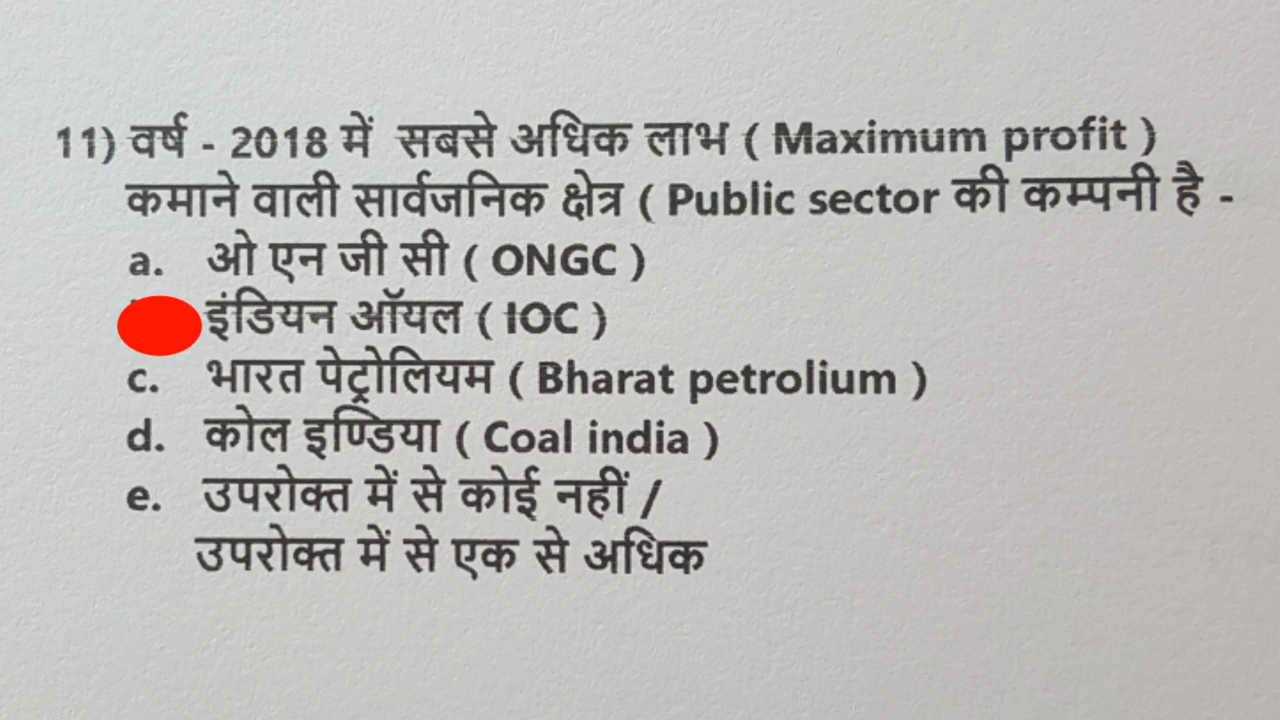 11) वर्ष - 2018 में सबसे अधिक लाभ ( Maximum profit )
कमाने वाली सार्वजनिक क्षेत्र ( Public sector की कम्पनी है -
a. ओ एन जी सी ( ONGC )
इंडियन ऑयल ( IOC )
c. भारत पेट्रोलियम ( Bharat petrolium )
d. कोल इण्डिया ( Coal india )
e. उपरोक्त में से कोई नहीं /
उपरोक्त में से एक से अधिक